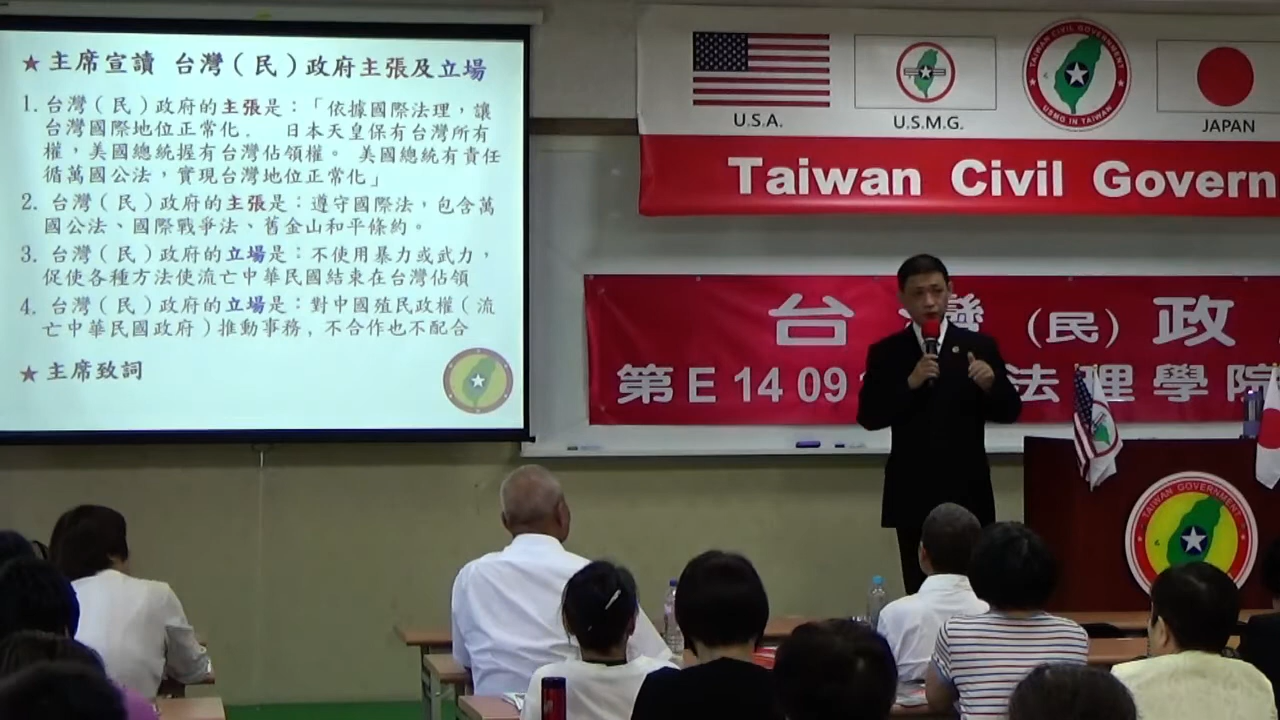 ★ 主席宣讀 台灣(民)政府主張及立場
1. 台灣(民)政府的主張是:「依據國際法理,讓
台灣國際地位正常化. 日本天皇保有台灣所有
權,美國總統握有台灣佔領權。 美國總統有責任
循萬國公法,實現台灣地位正常化」
2. 台灣(民)政府的主張是:遵守國際法,包含萬
國公法、國際戰爭法、舊金山和平條約。
3. 台灣(民)政府的立場是:不使用暴力或武力,
促使各種方法使流亡中華民國結束在台灣佔領
4. 台灣(民)政府的立場是:對中國殖民政權(流
亡中華民國政府)推動事務, 不合作也不配合
★ 主席致詞
U.S.A.
U.S.M.G.
TAIWAN CIVIL GOVERNMENT
USMG IN TAIWAN
JAPAN
Taiwan Civil Govern
台灣(民)政
第E 14 09
法理學院
TAIWAN GOVERNMENT